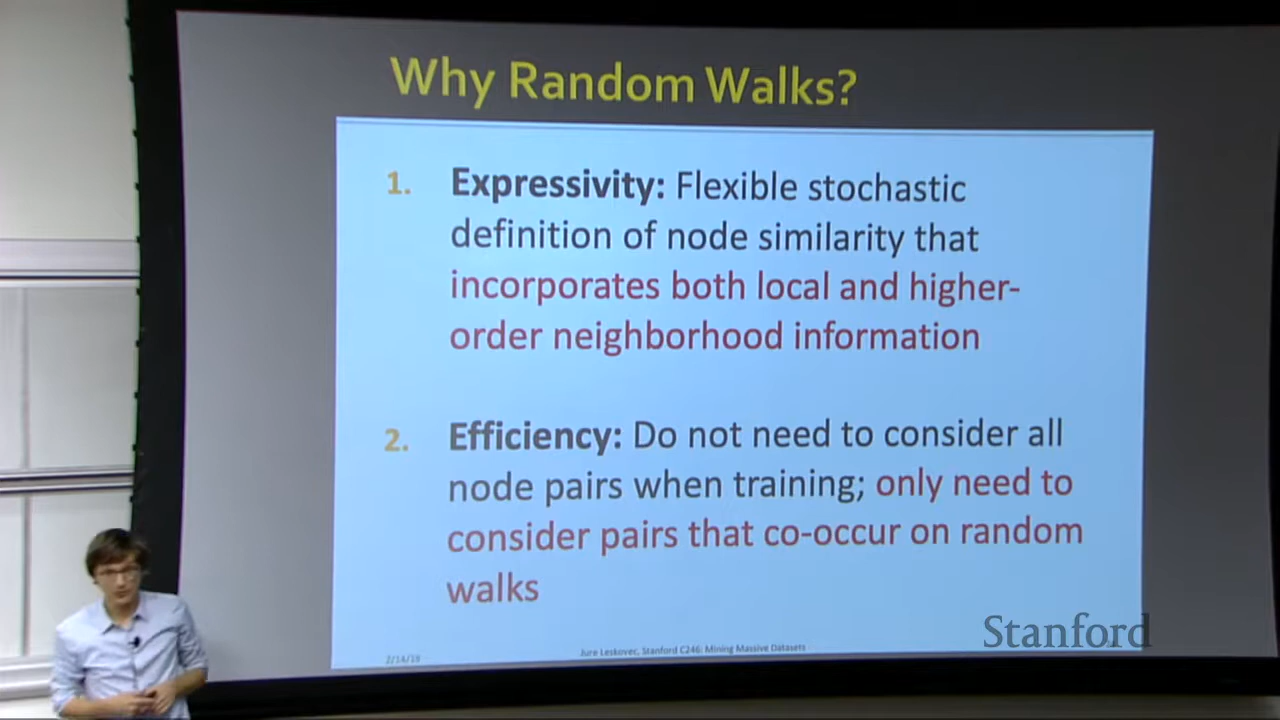 Why Random Walks?
1. Expressivity: Flexible stochastic
definition of node similarity that
incorporates both local and higher-
order neighborhood information
2. Efficiency: Do not need to consider all
node pairs when training; only need to
consider pairs that co-occur on random
walks
Stanford
2/14/19
Jure Leskovec, Stanford C246: Mining Massive Datasets